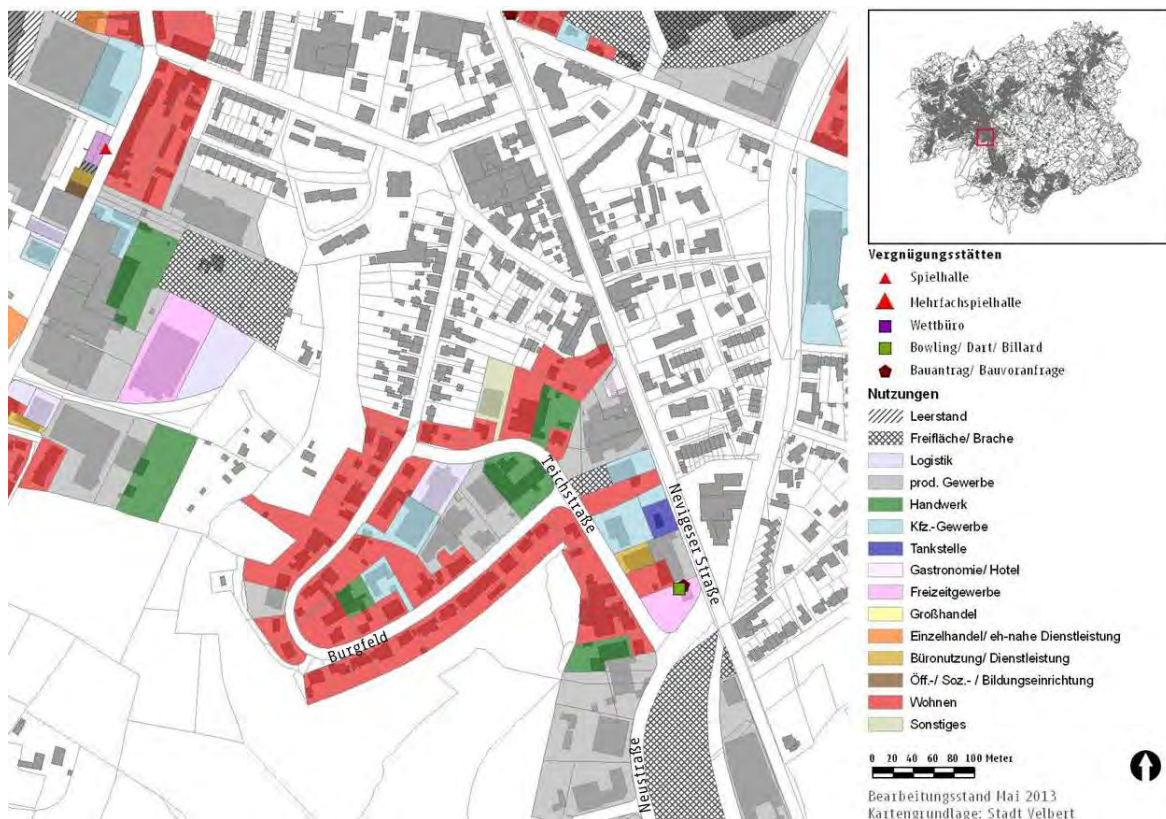 Teichstraße
Nevigeser Straße
Burgfeld
Neustraße
Vergnügungsstätten
Spielhalle
Mehrfachspielhalle
Wettbüro
Bowling/ Dart/ Billard
Bauantrag/ Bauvoranfrage
Nutzungen
Leerstand
Freifläche/ Brache
Logistik
prod. Gewerbe
Handwerk
Kfz.-Gewerbe
Tankstelle
Gastronomie/ Hotel
Freizeitgewerbe
Großhandel
Einzelhandel/ eh-nahe Dienstleistung
Büronutzung/ Dienstleistung
Öff.-/ Soz.- / Bildungseinrichtung
Wohnen
Sonstiges
0 20 40 60 80 100 Meter
Bearbeitungsstand Mai 2013
Kartengrundlage: Stadt Velbert